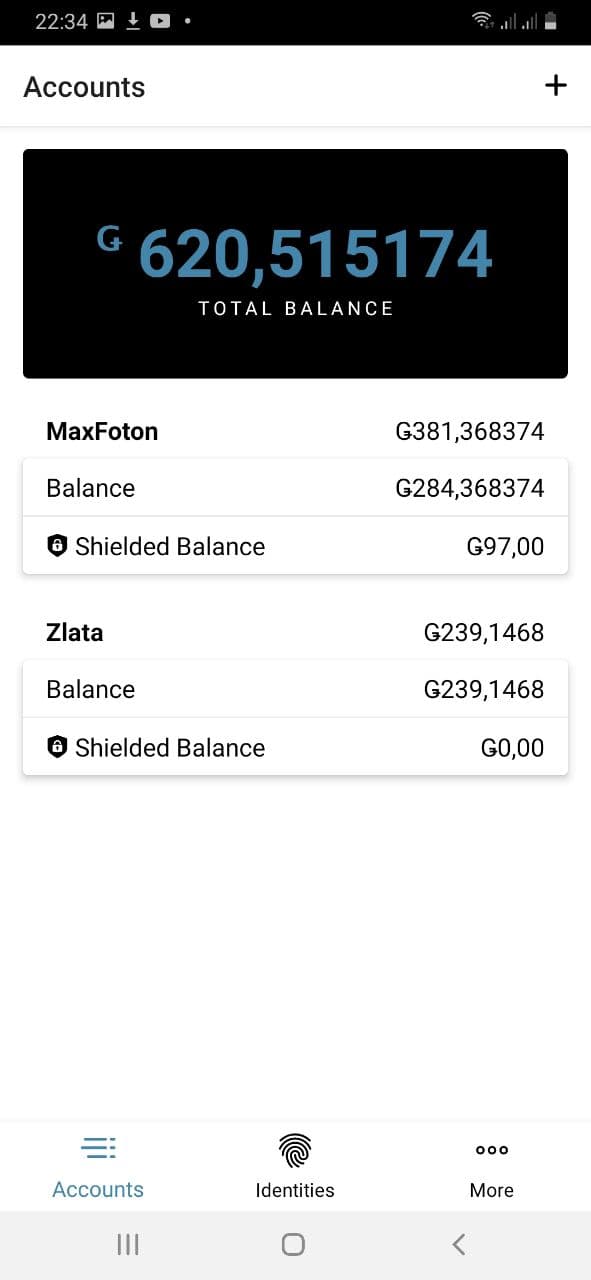 22:34
Accounts
Ǥ 620,515174
TOTAL BALANCE
MaxFoton Ǥ381,368374
Balance Ǥ284,368374
Shielded Balance Ǥ97,00
Zlata Ǥ239,1468
Balance Ǥ239,1468
Shielded Balance Ǥ0,00
Accounts Identities More